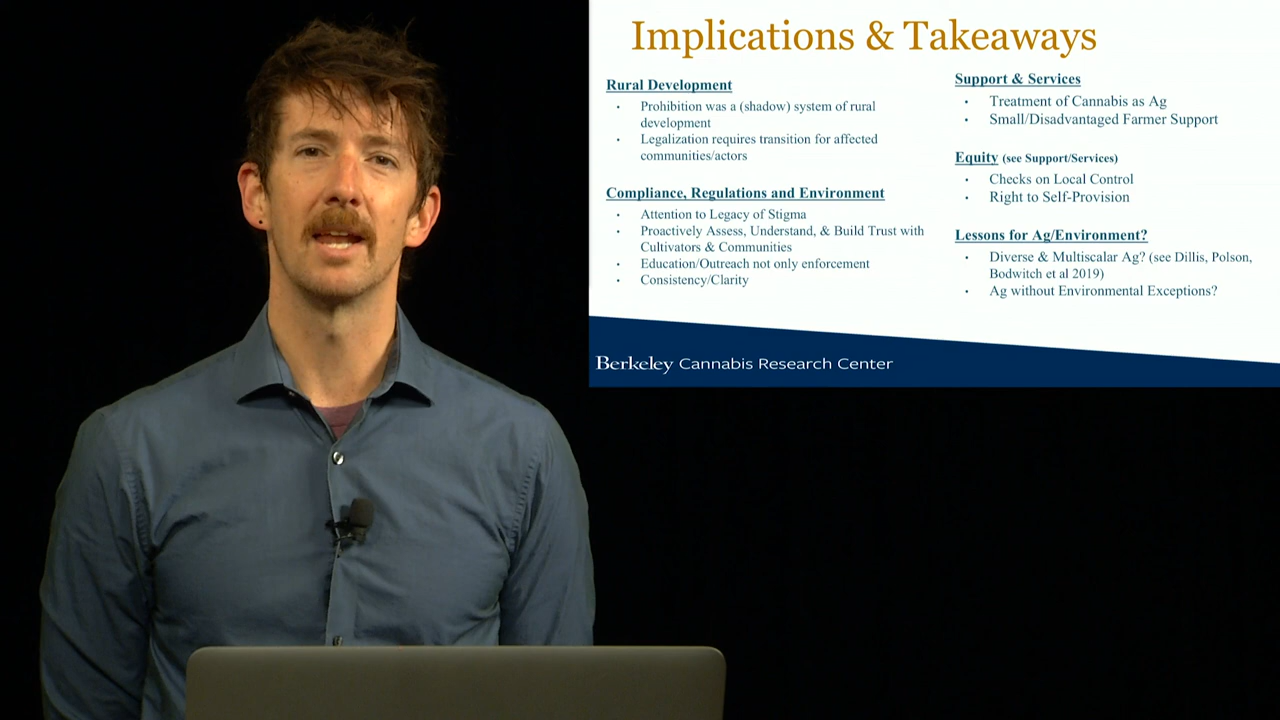 Implications & Takeaways
Rural Development
• Prohibition was a (shadow) system of rural
development
• Legalization requires transition for affected
communities/actors
Compliance, Regulations and Environment
• Attention to Legacy of Stigma
• Proactively Assess, Understand, & Build Trust with
Cultivators & Communities
• Education/Outreach not only enforcement
• Consistency/Clarity
Support & Services
• Treatment of Cannabis as Ag
• Small/Disadvantaged Farmer Support
Equity (see Support/Services)
• Checks on Local Control
• Right to Self-Provision
Lessons for Ag/Environment?
• Diverse & Multiscalar Ag? (see Dillis, Polson,
Bodwitch et al 2019)
• Ag without Environmental Exceptions?
Berkeley Cannabis Research Center